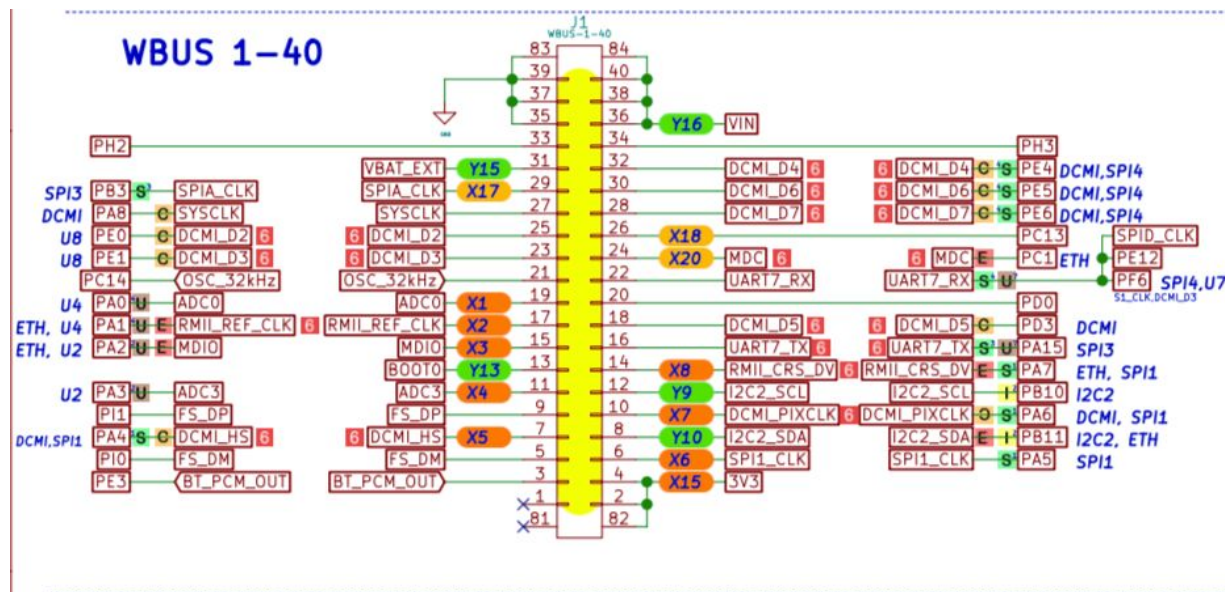 J1
WBUS-1-40
WBUS 1-40
83 84
39 40
37 38
35 36 Y16 VIN
PH2 33 34 PH3
VBAT_EXT Y15 31 32 DCMI_D4 6 6 DCMI_D4 C S PE4 DCMI,SPI4
SPI3 PB3 S SPIA_CLK SPIA_CLK X17 29 30 DCMI_D6 6 6 DCMI_D6 C S PE5 DCMI,SPI4
DCMI PA8 C SYSCLK SYSCLK 27 28 DCMI_D7 6 6 DCMI_D7 C S PE6 DCMI,SPI4
U8 PE0 C DCMI_D2 6 6 DCMI_D2 25 26 X18 PC13 SPID_CLK
U8 PE1 C DCMI_D3 6 6 DCMI_D3 23 24 X20 MDC 6 6 MDC E PC1 ETH PE12
PC14 OSC_32kHz OSC_32kHz 22 21 UART7_RX UART7_RX S U PF6 SPI4,U7
S1_CLK,DCMI_D3
U4 PA0 U ADC0 ADC0 X1 19 20 PD0
ETH, U4 PA1 U E RMII_REF_CLK 6 RMII_REF_CLK X2 17 18 DCMI_D5 6 6 DCMI_D5 C PD3 DCMI
ETH, U2 PA2 U E MDIO MDIO X3 15 16 UART7_TX 6 6 UART7_TX S U PA15 SPI3
BOOT0 Y13 13 14 X8 RMII_CRS_DV 6 RMII_CRS_DV E S PA7 ETH, SPI1
U2 PA3 U ADC3 ADC3 X4 11 12 Y9 I2C2_SCL I2C2_SCL I PB10 I2C2
PI1 FS_DP FS_DP 9 10 X7 DCMI_PIXCLK 6 DCMI_PIXCLK C S PA6 DCMI, SPI1
DCMI,SPI1 PA4 S C DCMI_HS 6 6 DCMI_HS X5 7 8 Y10 I2C2_SDA I2C2_SDA E I PB11 I2C2, ETH
PI0 FS_DM FS_DM 5 6 X6 SPI1_CLK SPI1_CLK S PA5 SPI1
PE3 BT_PCM_OUT BT_PCM_OUT 3 4 X15 3V3
1 2
81 82